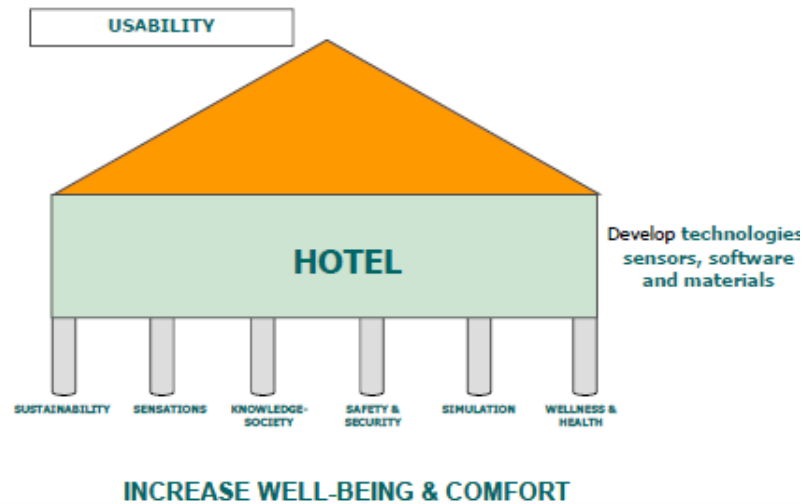 USABILITY
HOTEL
Develop technologies
sensors, software
and materials
SUSTAINABILITY
SENSATIONS
KNOWLEDGE-
SOCIETY
SAFETY &
SECURITY
SIMULATION
WELLNESS &
HEALTH
INCREASE WELL-BEING & COMFORT